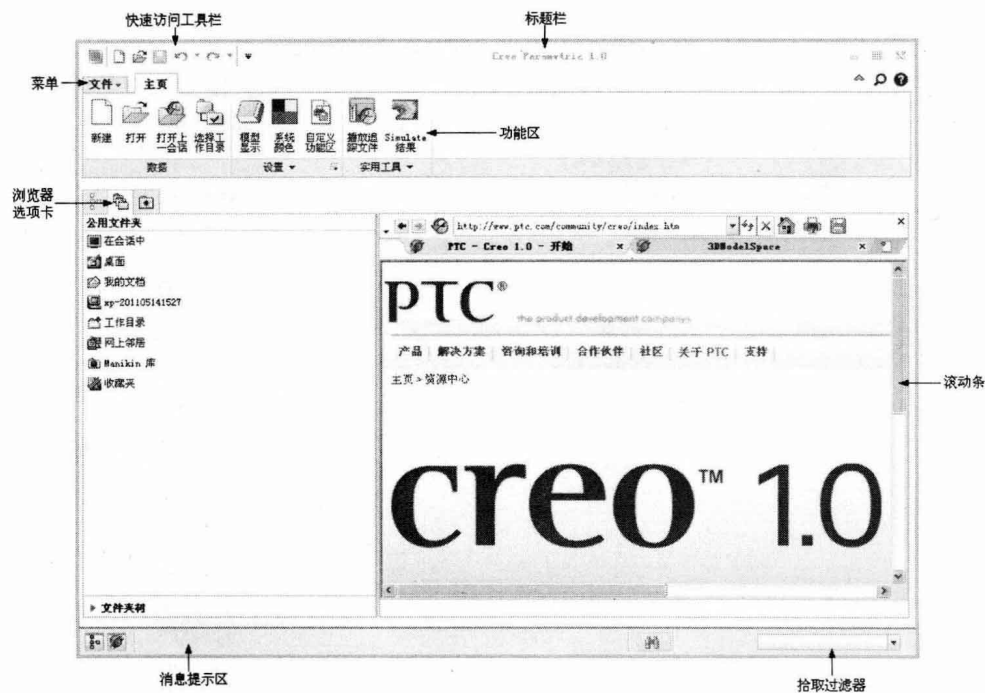 快速访问工具栏
标题栏
Creo Parametric 1.0
菜单
文件
主页
新建
打开
打开上一会话
选择工作目录
模型显示
系统颜色
自定义功能区
播放追踪文件
Simulate 结果
功能区
数据
设置
实用工具
浏览器选项卡
公用文件夹
在会话中
桌面
我的文档
xp-201105141527
工作目录
网上邻居
Manikin 库
收藏夹
http://www.ptc.com/community/creo/index.htm
PTC - Creo 1.0 - 开始
3DModelSpace
PTC®
the product development company
产品 解决方案 咨询和培训 合作伙伴 社区 关于 PTC 支持
主页 > 资源中心
滚动条
creo™ 1.0
文件夹树
消息提示区
拾取过滤器